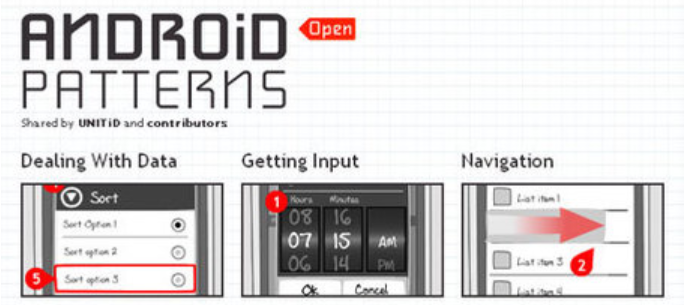 ANDROiD
Open
PATTERNS
Shared by UNITiD and contributors
Dealing With Data
Getting Input
Navigation
Sort
Sort Option 1
Sort option 2
5
Sort option 3
1
Hours Minutes
08 16
07 15 AM
06 14 PM
Ok Cancel
List item 1
List item 3
2
List item 4